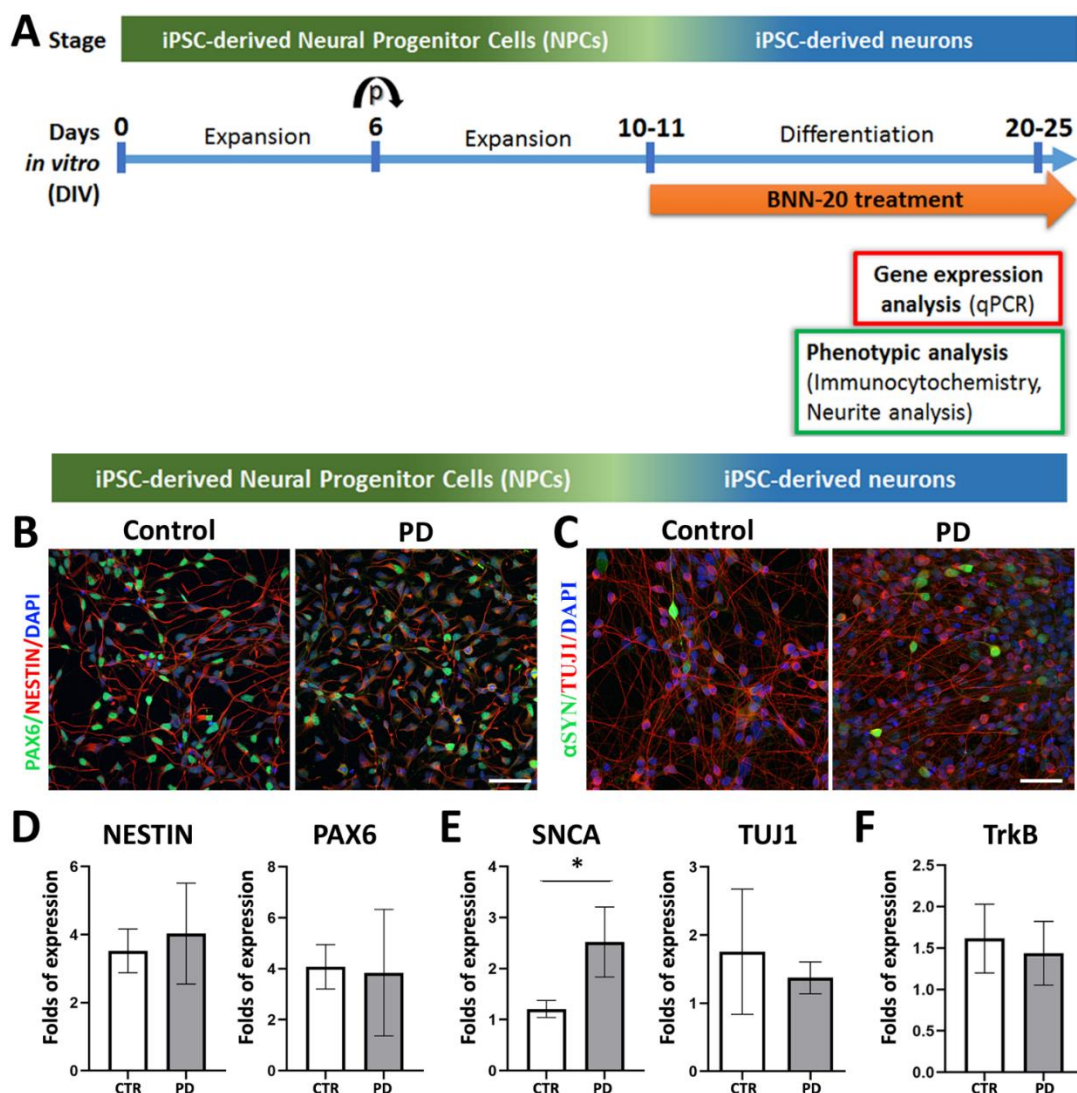 A
Stage
iPSC-derived Neural Progenitor Cells (NPCs)
iPSC-derived neurons
p
Days
in vitro
(DIV)
0
Expansion
6
Expansion
10-11
Differentiation
20-25
BNN-20 treatment
Gene expression
analysis (qPCR)
Phenotypic analysis
(Immunocytochemistry,
Neurite analysis)
iPSC-derived Neural Progenitor Cells (NPCs)
iPSC-derived neurons
B
Control
PD
PAX6/NESTIN/DAPI
C
Control
PD
αSYN/TUJ1/DAPI
D
NESTIN
Folds of expression
6
4
2
0
CTR
PD
PAX6
Folds of expression
8
6
4
2
0
CTR
PD
E
SNCA
*
Folds of expression
4
3
2
1
0
CTR
PD
TUJ1
Folds of expression
3
2
1
0
CTR
PD
F
TrkB
Folds of expression
2.5
2.0
1.5
1.0
0.5
0.0
CTR
PD